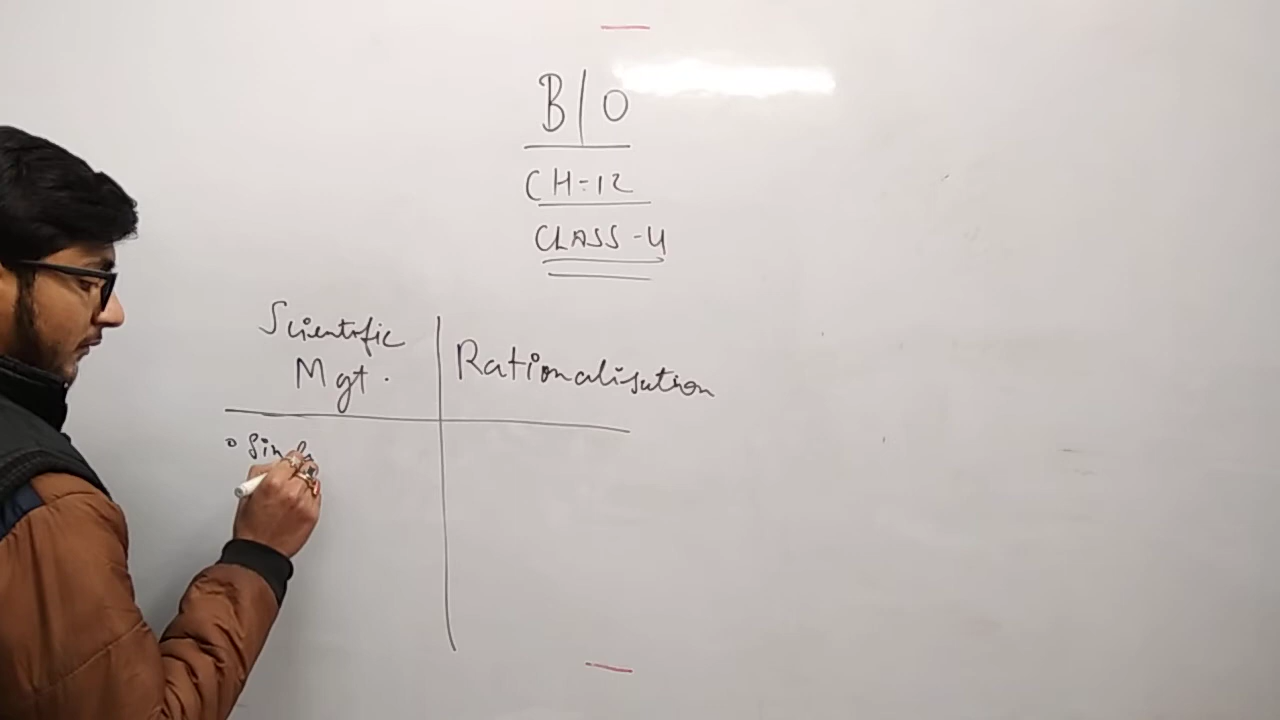 B/O
CH-12
CLASS-4
Scientific
Mgt.
Rationalisation